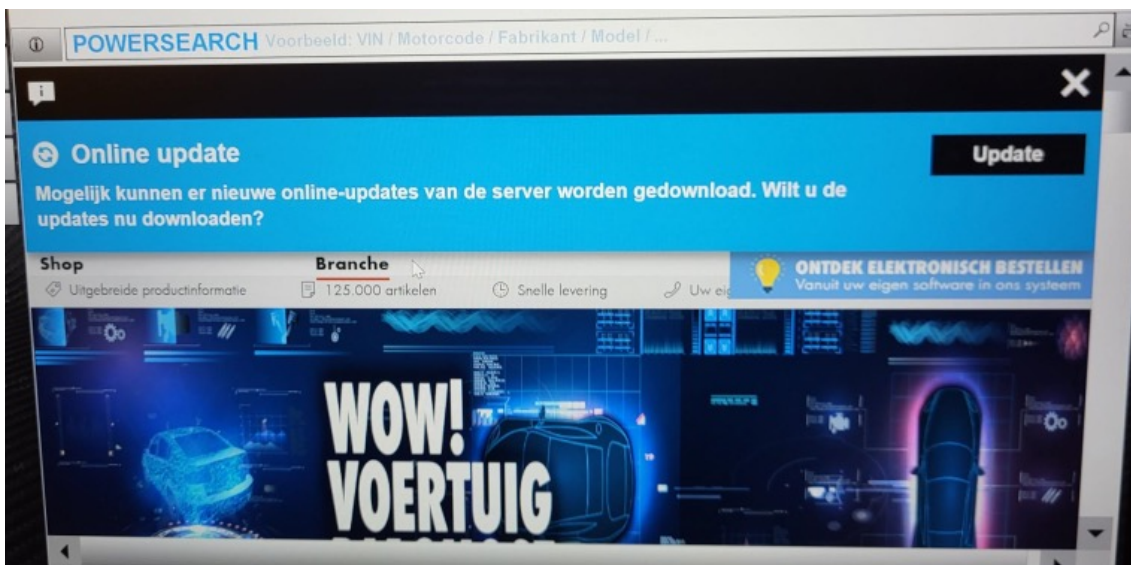 POWERSEARCH Voorbeeld: VIN / Motorcode / Fabrikant / Model / ...
Online update
Update
Mogelijk kunnen er nieuwe online-updates van de server worden gedownload. Wilt u de
updates nu downloaden?
Shop
Branche
Uitgebreide productinformatie
125.000 artikelen
Snelle levering
Uw
ONTDEK ELEKTRONISCH BESTELLEN
Vanuit uw eigen software in ons systeem
WOW!
VOERTUIG